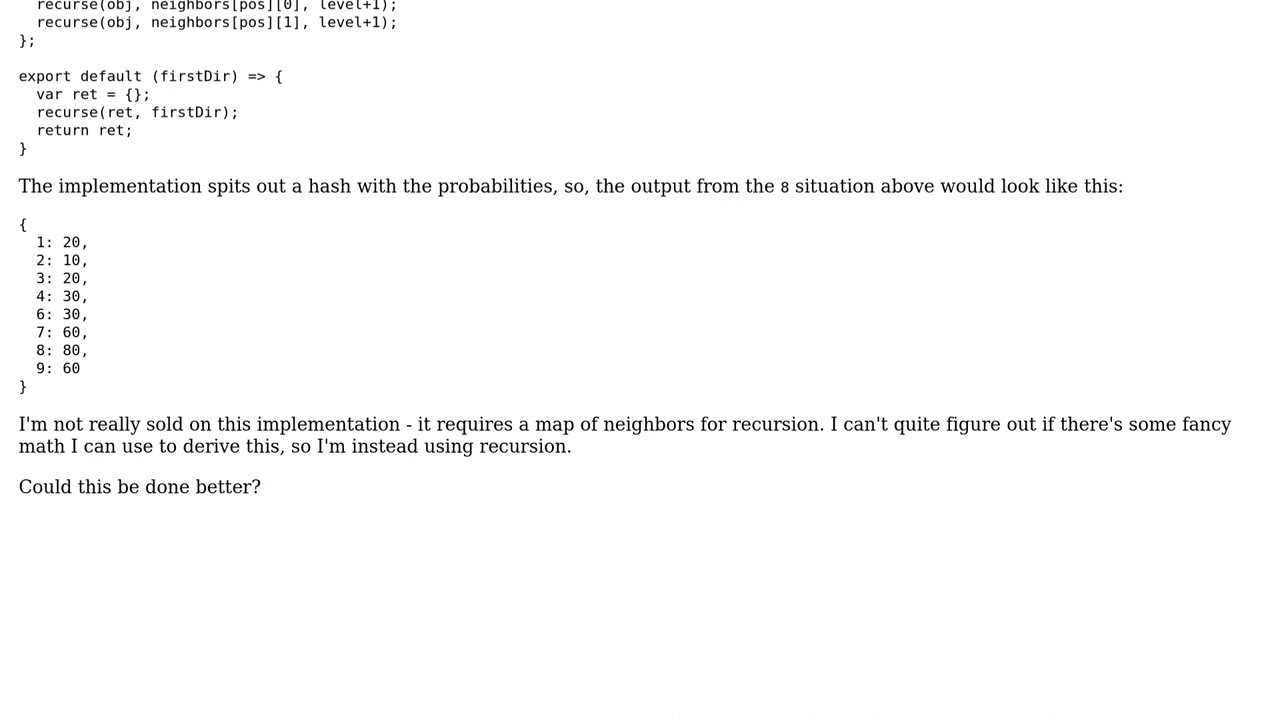 recurse(obj, neighbors[pos][0], level+1);
recurse(obj, neighbors[pos][1], level+1);
};
export default (firstDir) => {
var ret = {};
recurse(ret, firstDir);
return ret;
}
The implementation spits out a hash with the probabilities, so, the output from the 8 situation above would look like this:
{
1: 20,
2: 10,
3: 20,
4: 30,
6: 30,
7: 60,
8: 80,
9: 60
}
I'm not really sold on this implementation - it requires a map of neighbors for recursion. I can't quite figure out if there's some fancy
math I can use to derive this, so I'm instead using recursion.
Could this be done better?